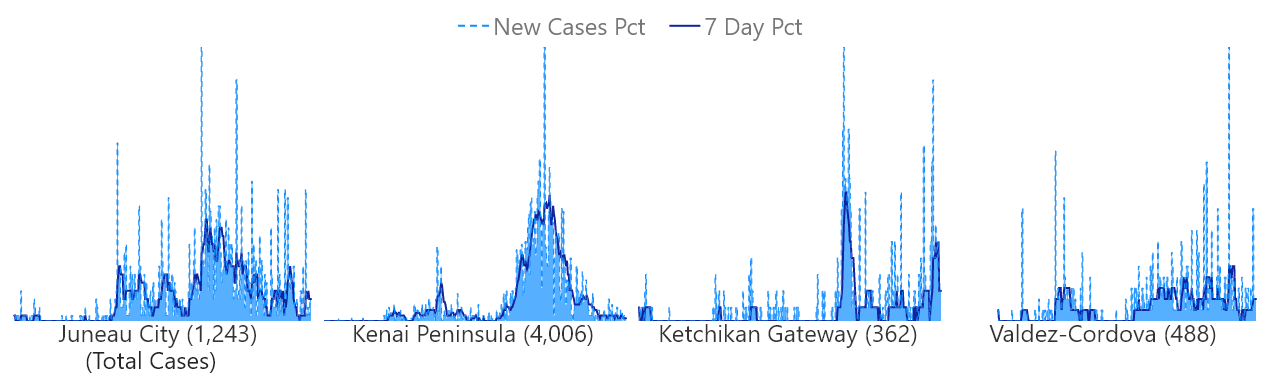 New Cases Pct 7 Day Pct
Juneau City (1,243) Kenai Peninsula (4,006) Ketchikan Gateway (362) Valdez-Cordova (488)
(Total Cases)